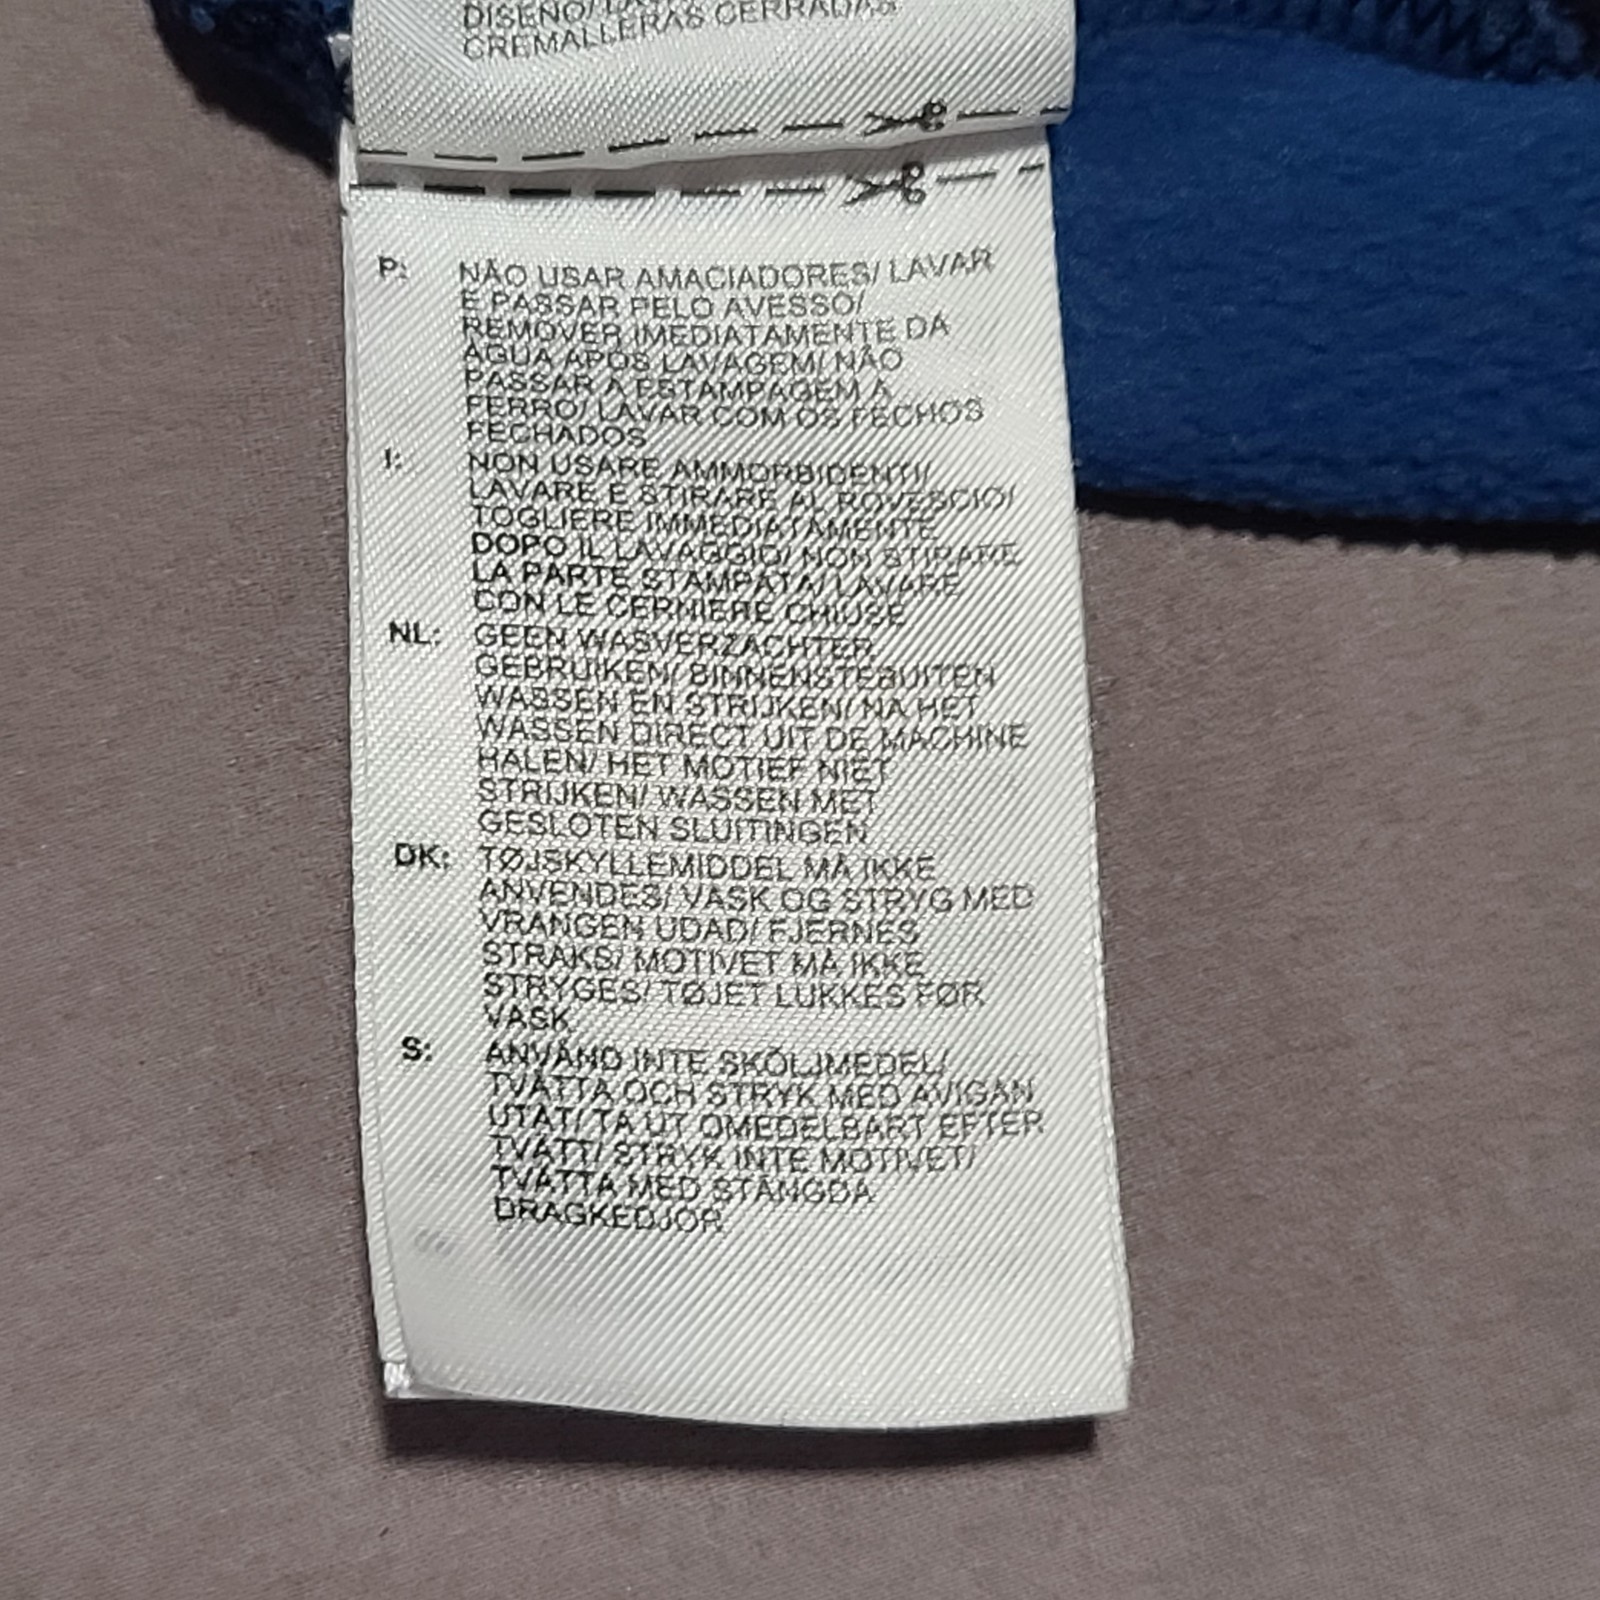 DISEÑO/
CREMALLERAS CERRADAS
P: NÃO USAR AMACIADORES/ LAVAR
E PASSAR PELO AVESSO/
REMOVER IMEDIATAMENTE DA
ÁGUA APÓS LAVAGEM/ NÃO
PASSAR A ESTAMPAGEM A
FERRO/ LAVAR COM OS FECHOS
FECHADOS
I: NON USARE AMMORBIDENTI/
LAVARE E STIRARE AL ROVESCIO/
TOGLIERE IMMEDIATAMENTE
DOPO IL LAVAGGIO/ NON STIRARE
LA PARTE STAMPATA/ LAVARE
CON LE CERNIERE CHIUSE
NL: GEEN WASVERZACHTER
GEBRUIKEN/ BINNENSTEBUITEN
WASSEN EN STRIJKEN/ NA HET
WASSEN DIRECT UIT DE MACHINE
HALEN/ HET MOTIEF NIET
STRIJKEN/ WASSEN MET
GESLOTEN SLUITINGEN
DK: TØJSKYLLEMIDDEL MÅ IKKE
ANVENDES/ VASK OG STRYG MED
VRANGEN UDAD/ FJERNES
STRAKS/ MOTIVET MÅ IKKE
STRYGES/ TØJET LUKKES FØR
VASK
S: ANVÄND INTE SKÖLJMEDEL/
TVÄTTA OCH STRYK MED AVIGAN
UTÅT/ TA UT OMEDELBART EFTER
TVÄTT/ STRYK INTE MOTIVET/
TVÄTTA MED STÄNGDA
DRAGKEDJOR